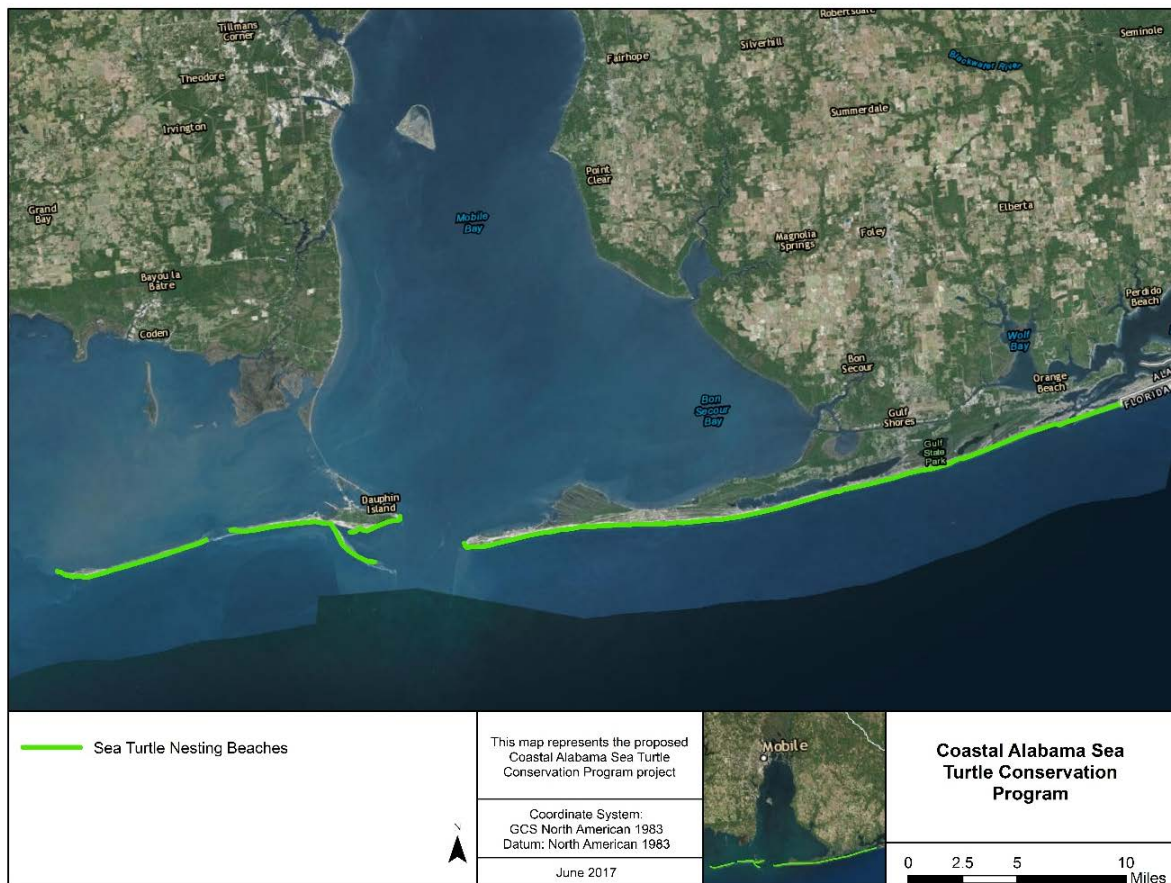 Tillmans
Corner
Robertsdale
Seminole
Fairhope
Silverhill
Blackwater River
Theodore
Irvington
Summerdale
Point
Clear
Grand
Bay
Mobile
Bay
Elberta
Magnolia
Springs
Foley
Bayou la
Batre
Perdido
Beach
Coden
Wolf
Bay
Bon
Secour
Orange
Beach
ALA
FLORIDA
Bon
Secour
Bay
Gulf
Shores
Gulf
State
Park
Dauphin
Island
Sea Turtle Nesting Beaches
N
This map represents the proposed
Coastal Alabama Sea Turtle
Conservation Program project
Coordinate System:
GCS North American 1983
Datum: North American 1983
June 2017
Mobile
Coastal Alabama Sea
Turtle Conservation
Program
0 2.5 5 10
Miles